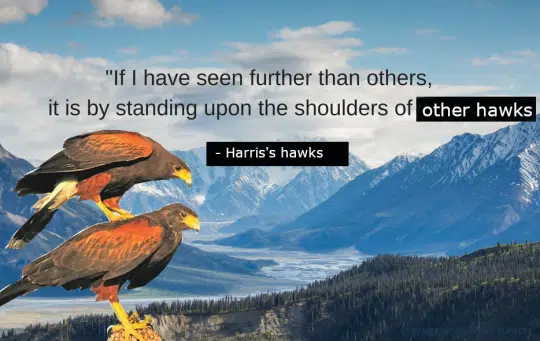 "If I have seen further than others,
it is by standing upon the shoulders of other hawks
- Harris's hawks